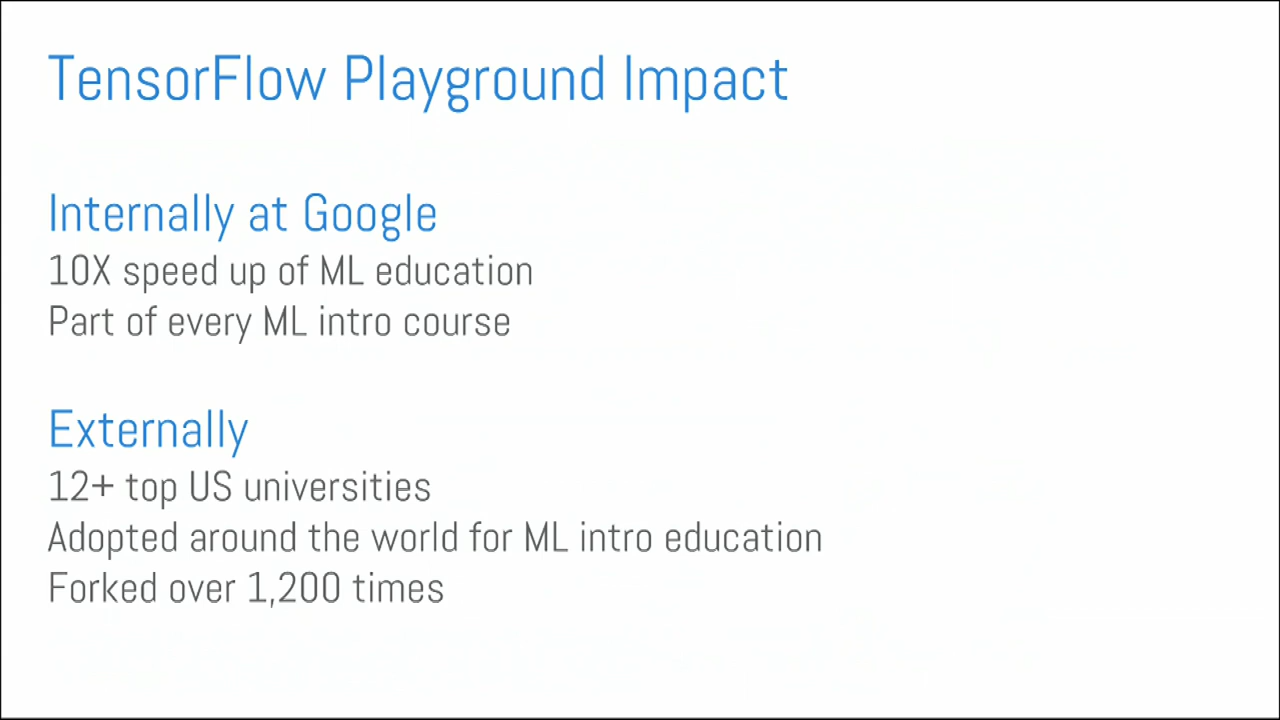 TensorFlow Playground Impact
Internally at Google
10X speed up of ML education
Part of every ML intro course
Externally
12+ top US universities
Adopted around the world for ML intro education
Forked over 1,200 times